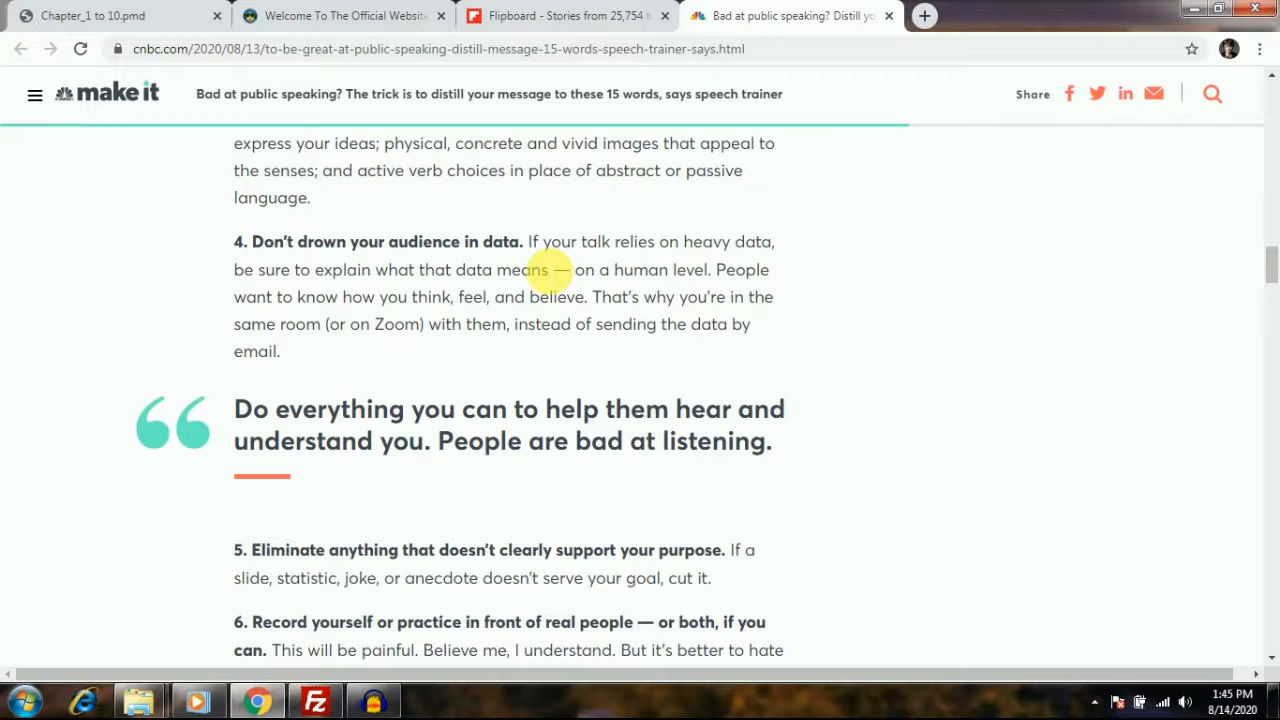 Chapter_1 to 10.pmd
Welcome To The Official Website
Flipboard - Stories from 25,754 t
Bad at public speaking? Distill yo
cnbc.com/2020/08/13/to-be-great-at-public-speaking-distill-message-15-words-speech-trainer-says.html
make it
Bad at public speaking? The trick is to distill your message to these 15 words, says speech trainer
Share
express your ideas; physical, concrete and vivid images that appeal to
the senses; and active verb choices in place of abstract or passive
language.
4. Don't drown your audience in data. If your talk relies on heavy data,
be sure to explain what that data means — on a human level. People
want to know how you think, feel, and believe. That's why you're in the
same room (or on Zoom) with them, instead of sending the data by
email.
Do everything you can to help them hear and
understand you. People are bad at listening.
5. Eliminate anything that doesn't clearly support your purpose. If a
slide, statistic, joke, or anecdote doesn't serve your goal, cut it.
6. Record yourself or practice in front of real people — or both, if you
can. This will be painful. Believe me, I understand. But it's better to hate
1:45 PM
8/14/2020